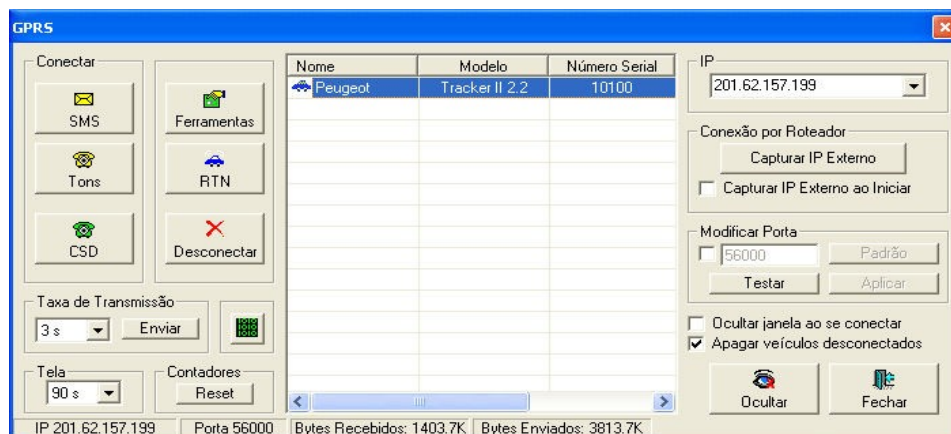 GPRS
Conectar
SMS
Tons
CSD
Ferramentas
RTN
Desconectar
Taxa de Transmissão
3 s
Enviar
Tela
90 s
Contadores
Reset
Nome Modelo Número Serial
Peugeot Tracker II 2.2 10100
IP
201.62.157.199
Conexão por Roteador
Capturar IP Externo
Capturar IP Externo ao Iniciar
Modificar Porta
56000 Padrão
Testar Aplicar
Ocultar janela ao se conectar
Apagar veículos desconectados
Ocultar Fechar
IP 201.62.157.199 Porta 56000 Bytes Recebidos: 1403.7K Bytes Enviados: 3813.7K